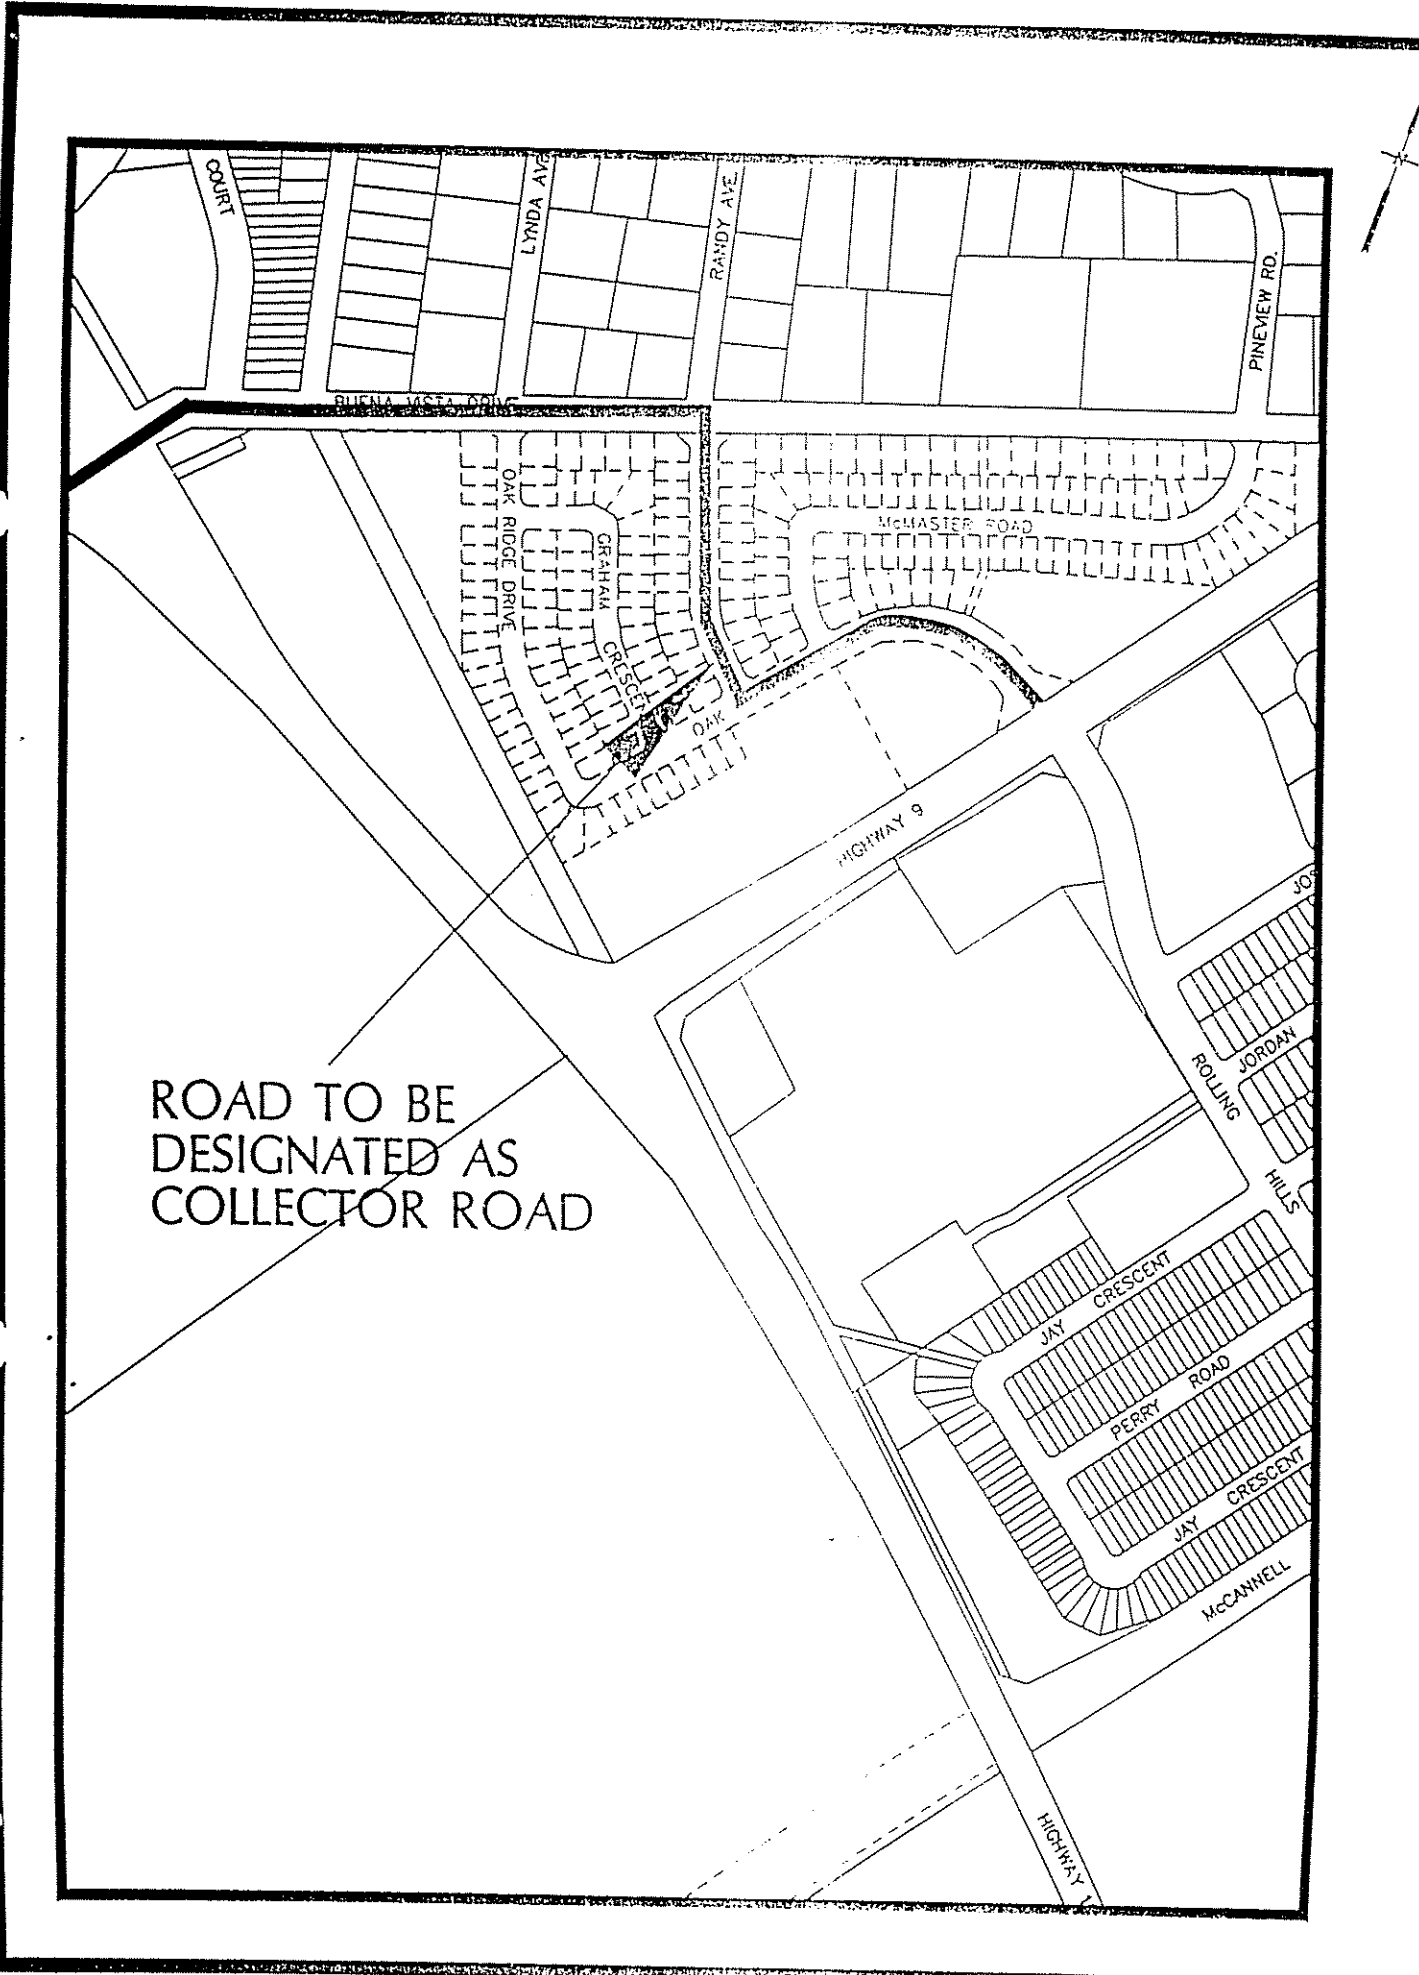 COURT
LYNDA AVE
RANDY AVE.
PINEVIEW RD.
BUENA VISTA DRIVE
OAK RIDGE DRIVE
GRAHAM
CRESCENT
McMASTER ROAD
OAK
HIGHWAY 9
JOS
JORDAN
ROLLING
HILLS
ROAD TO BE
DESIGNATED AS
COLLECTOR ROAD
JAY CRESCENT
PERRY ROAD
JAY CRESCENT
McCANNELL
HIGHWAY 1